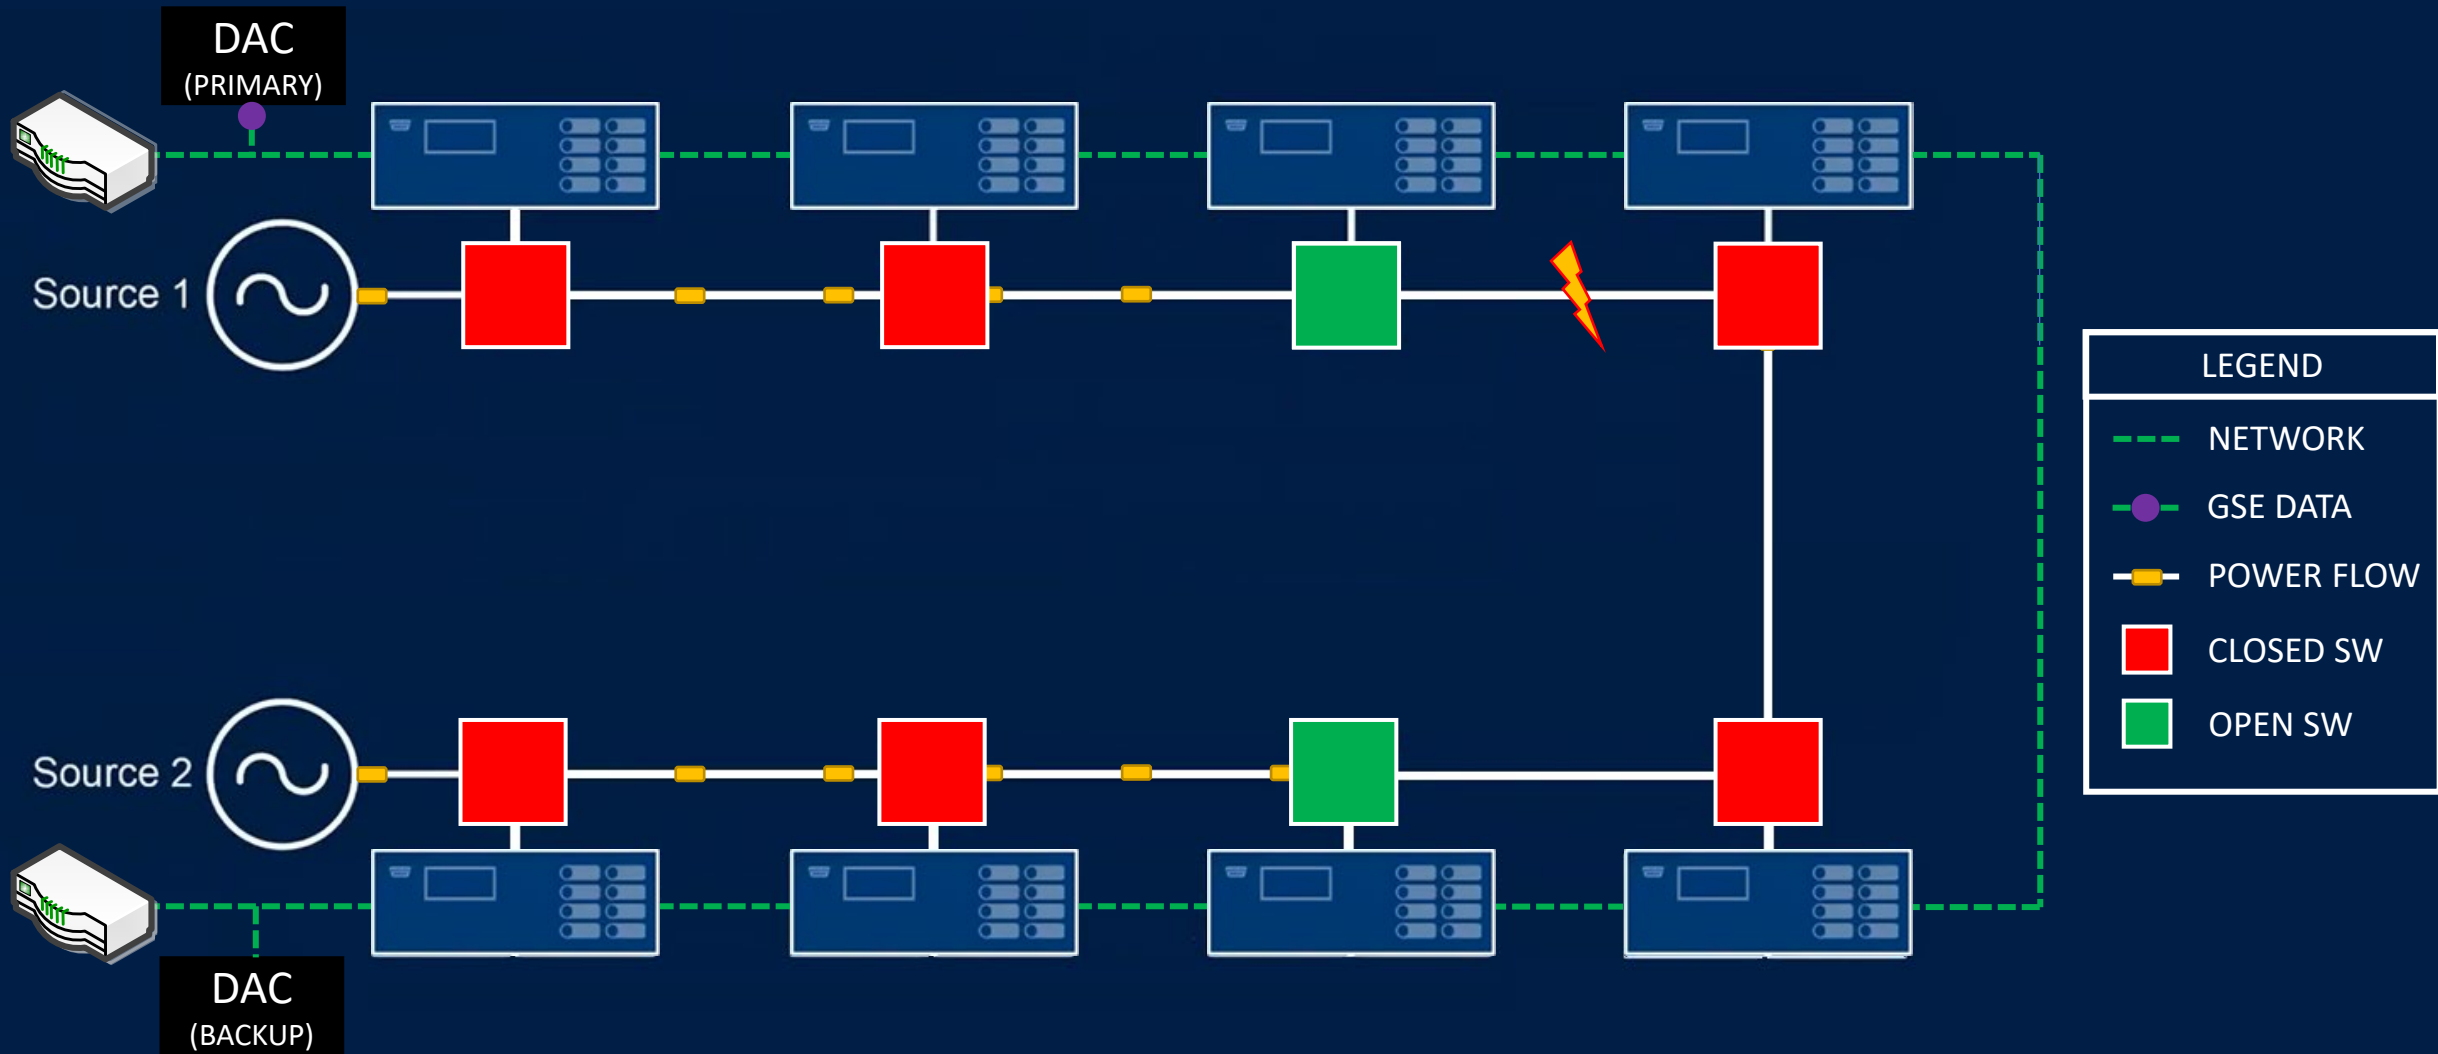 DAC
(PRIMARY)
Source 1
LEGEND
NETWORK
GSE DATA
POWER FLOW
CLOSED SW
OPEN SW
Source 2
DAC
(BACKUP)